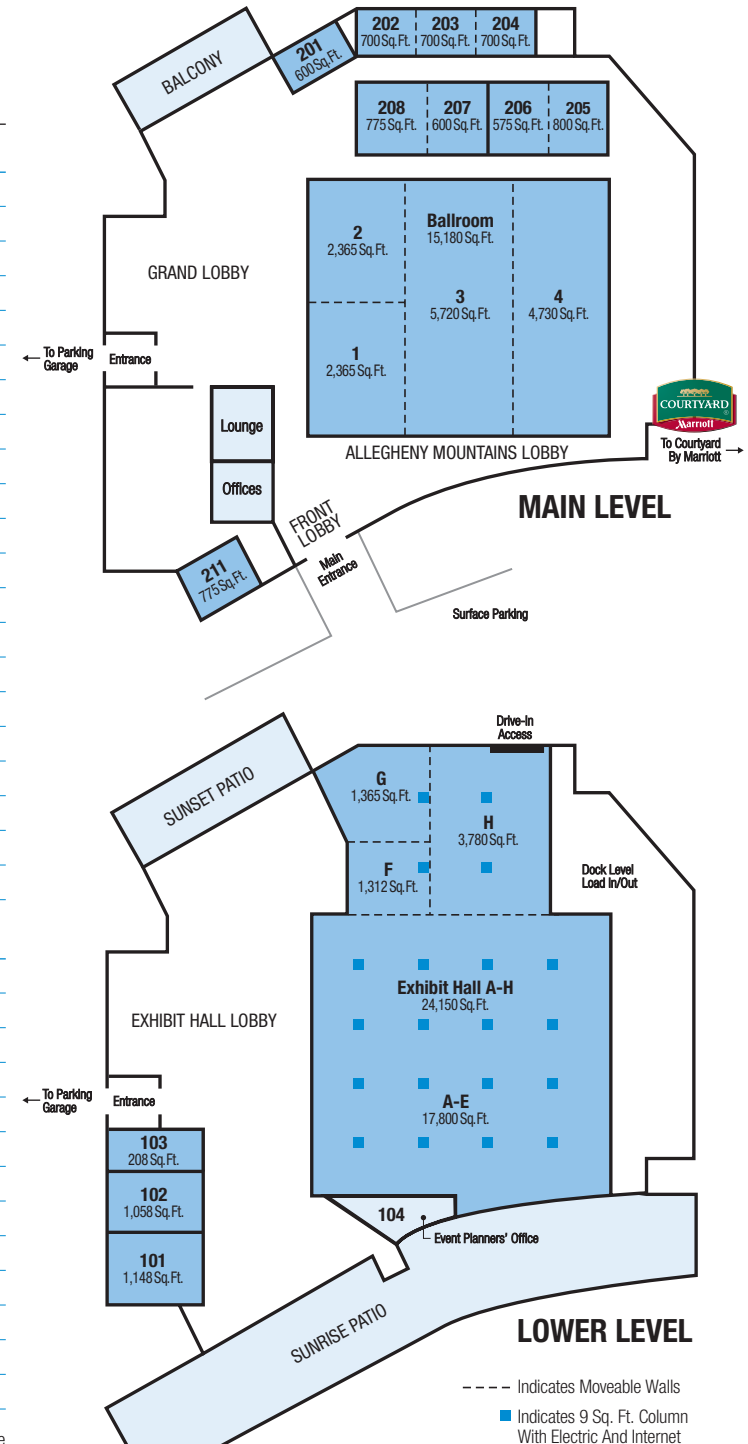 202
700 Sq.Ft.
203
700 Sq.Ft.
204
700 Sq.Ft.
201
600 Sq.Ft.
BALCONY
208
775 Sq.Ft.
207
600 Sq.Ft.
206
575 Sq.Ft.
205
800 Sq.Ft.
Ballroom
15,180 Sq.Ft.
2
2,365 Sq.Ft.
GRAND LOBBY
3
5,720 Sq.Ft.
4
4,730 Sq.Ft.
1
2,365 Sq.Ft.
← To Parking
Garage
Entrance
COURTYARD
Marriott
To Courtyard
By Marriott →
Lounge
Offices
ALLEGHENY MOUNTAINS LOBBY
MAIN LEVEL
FRONT
LOBBY
Main
Entrance
211
775 Sq.Ft.
Surface Parking
Drive-In
Access
SUNSET PATIO
G
1,365 Sq.Ft.
H
3,780 Sq.Ft.
F
1,312 Sq.Ft.
Dock Level
Load In/Out
Exhibit Hall A-H
24,150 Sq.Ft.
EXHIBIT HALL LOBBY
A-E
17,800 Sq.Ft.
← To Parking
Garage
Entrance
103
208 Sq.Ft.
102
1,058 Sq.Ft.
101
1,148 Sq.Ft.
104
Event Planners' Office
SUNRISE PATIO
LOWER LEVEL
Indicates Moveable Walls
Indicates 9 Sq. Ft. Column
With Electric And Internet
e